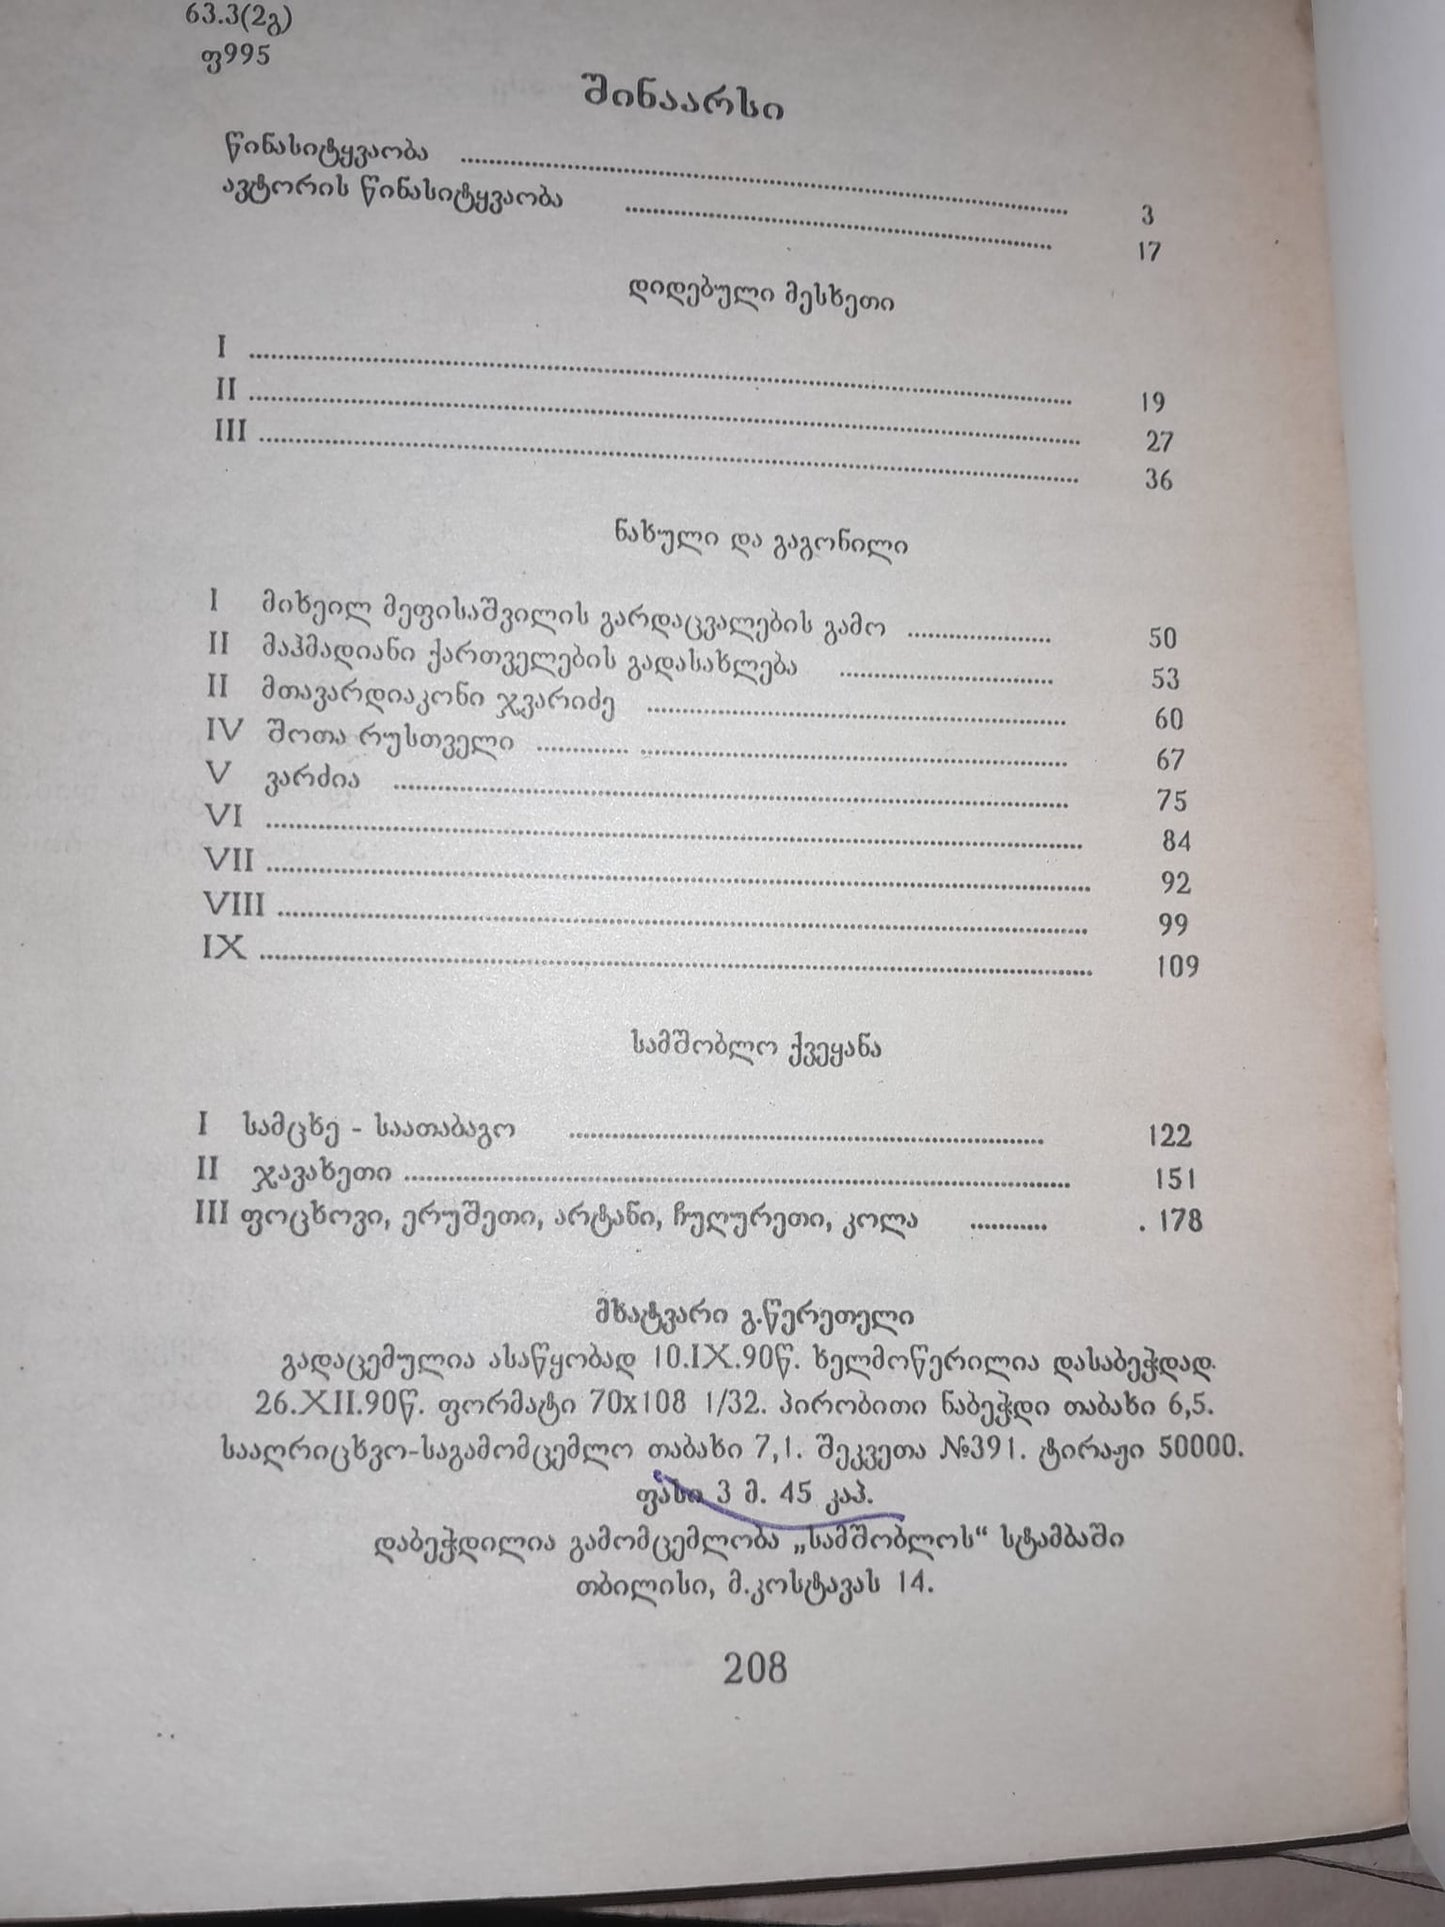 63.3(2გ)
ფ995
შინაარსი
წინასიტყვაობა ........ 3
ავტორის წინასიტყვაობა ........ 17
დიდებული მესხეთი
I ........ 19
II ........ 27
III ........ 36
ნახული და გაგონილი
I მიხეილ მეფისაშვილის გარდაცვალების გამო ........ 50
II მაჰმადიანი ქართველების გადასახლება ........ 53
II მთავარდიაკონი ჯვარიძე ........ 60
IV შოთა რუსთველი ........ 67
V ვარძია ........ 75
VI ........ 84
VII ........ 92
VIII ........ 99
IX ........ 109
სამშობლო ქვეყანა
I სამცხე - საათაბაგო ........ 122
II ჯავახეთი ........ 151
III ფოცხოვი, ერუშეთი, არტანი, ჩუღურეთი, კოლა ........ . 178
მხატვარი გ.წერეთელი
გადაცემულია ასაწყობად 10.IX.90წ. ხელმოწერილია დასაბეჭდად.
26.XII.90წ. ფორმატი 70x108 1/32. პირობითი ნაბეჭდი თაბახი 6,5.
სააღრიცხვო-საგამომცემლო თაბახი 7,1. შეკვეთა №391. ტირაჟი 50000.
ფასი 3 მ. 45 კაპ.
დაბეჭდილია გამომცემლობა „სამშობლოს“ სტამბაში
თბილისი, მ.კოსტავას 14.
208